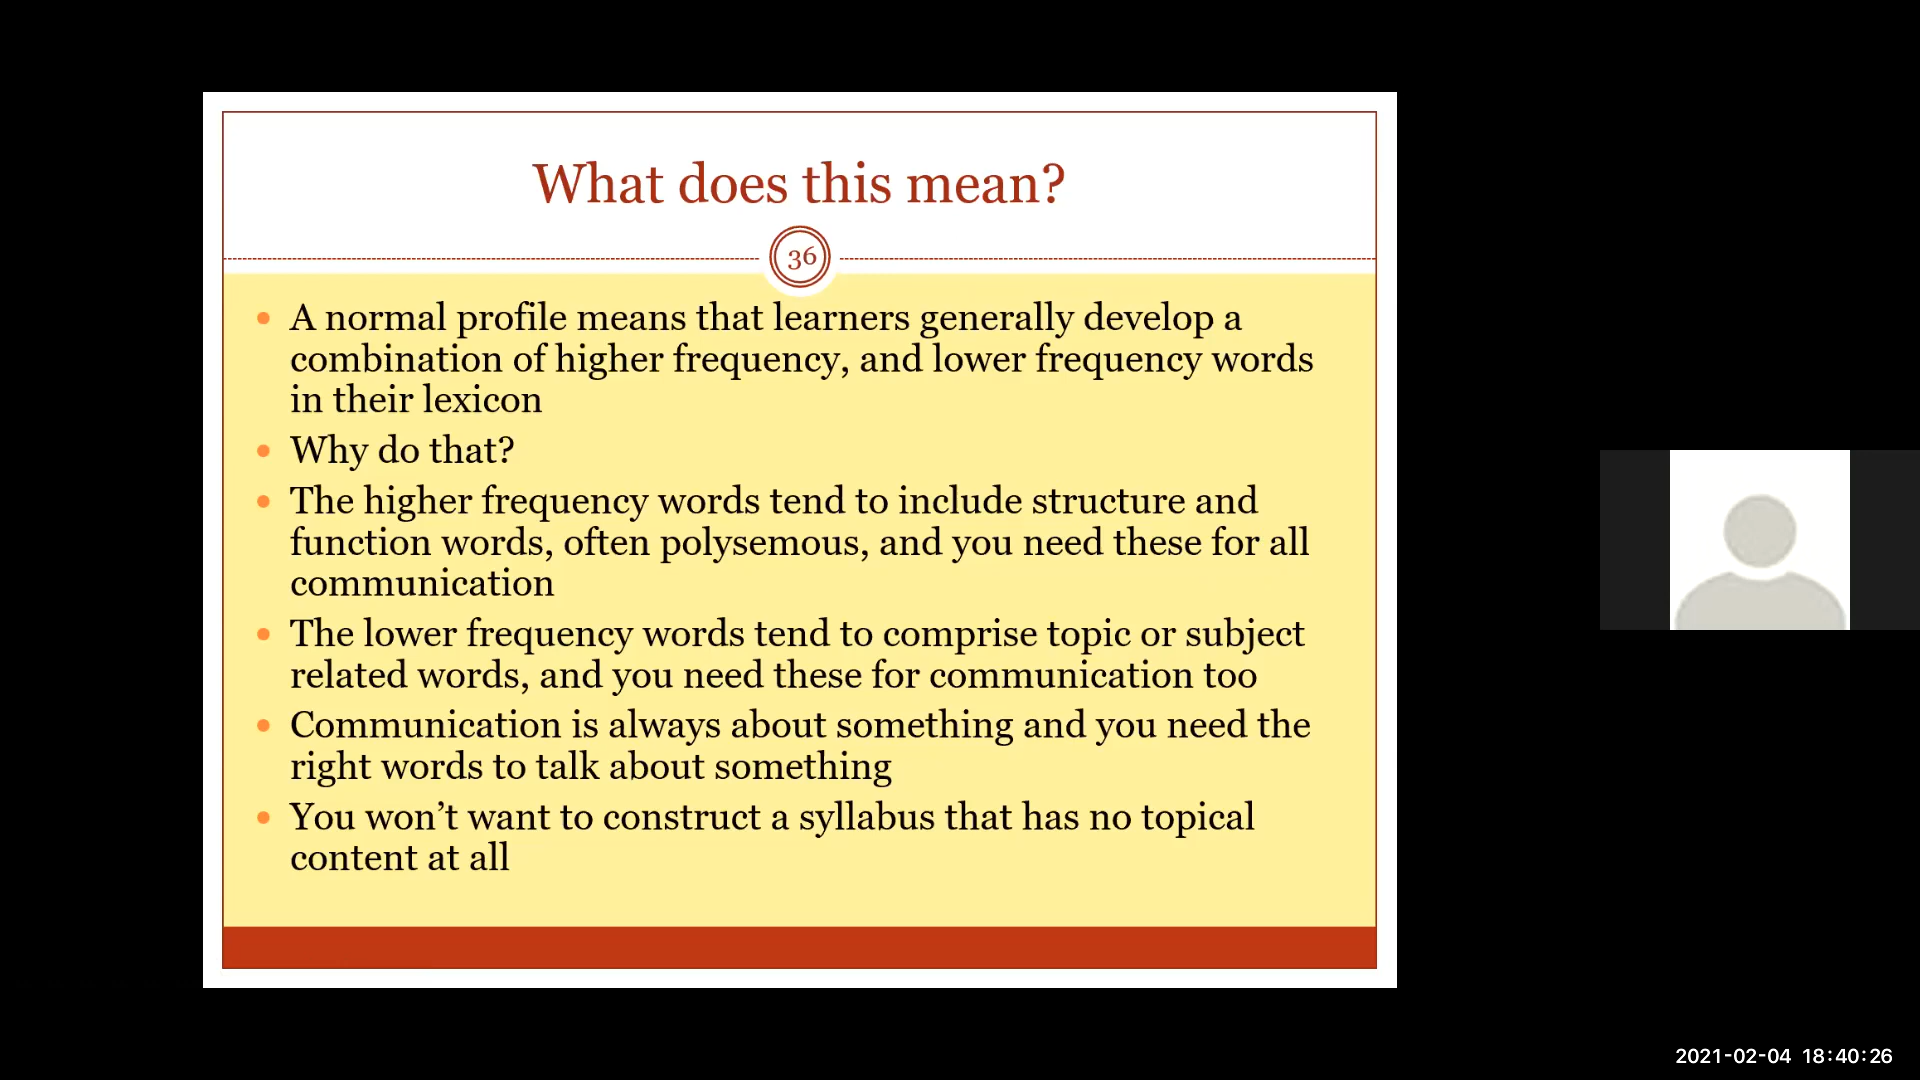 What does this mean?
36
• A normal profile means that learners generally develop a
combination of higher frequency, and lower frequency words
in their lexicon
• Why do that?
• The higher frequency words tend to include structure and
function words, often polysemous, and you need these for all
communication
• The lower frequency words tend to comprise topic or subject
related words, and you need these for communication too
• Communication is always about something and you need the
right words to talk about something
• You won’t want to construct a syllabus that has no topical
content at all
2021-02-04 18:40:26